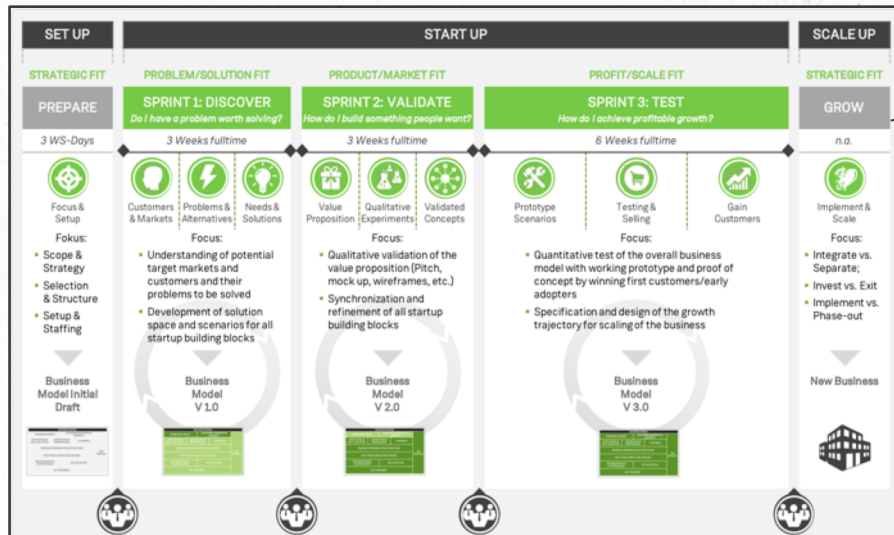 SET UP
START UP
SCALE UP
STRATEGIC FIT
PROBLEM/SOLUTION FIT
PRODUCT/MARKET FIT
PROFIT/SCALE FIT
STRATEGIC FIT
PREPARE
SPRINT 1: DISCOVER
Do I have a problem worth solving?
SPRINT 2: VALIDATE
How do I build something people want?
SPRINT 3: TEST
How do I achieve profitable growth?
GROW
3 WS-Days
3 Weeks fulltime
3 Weeks fulltime
6 Weeks fulltime
n.a.
Focus &
Setup
Customers
& Markets
Problems &
Alternatives
Needs &
Solutions
Value
Proposition
Qualitative
Experiments
Validated
Concepts
Prototype
Scenarios
Testing &
Selling
Gain
Customers
Implement &
Scale
Fokus:
Scope &
Strategy
Selection
& Structure
Setup &
Staffing
Focus:
Understanding of potential
target markets and
customers and their
problems to be solved
Development of solution
space and scenarios for all
startup building blocks
Focus:
Qualitative validation of the
value proposition (Pitch,
mock up, wireframes, etc.)
Synchronization and
refinement of all startup
building blocks
Focus:
Quantitative test of the overall business
model with working prototype and proof of
concept by winning first customers/early
adopters
Specification and design of the growth
trajectory for scaling of the business
Focus:
Integrate vs.
Separate;
Invest vs. Exit
Implement vs.
Phase-out
Business
Model Initial
Draft
Business
Model
V 1.0
Business
Model
V 2.0
Business
Model
V 3.0
New Business